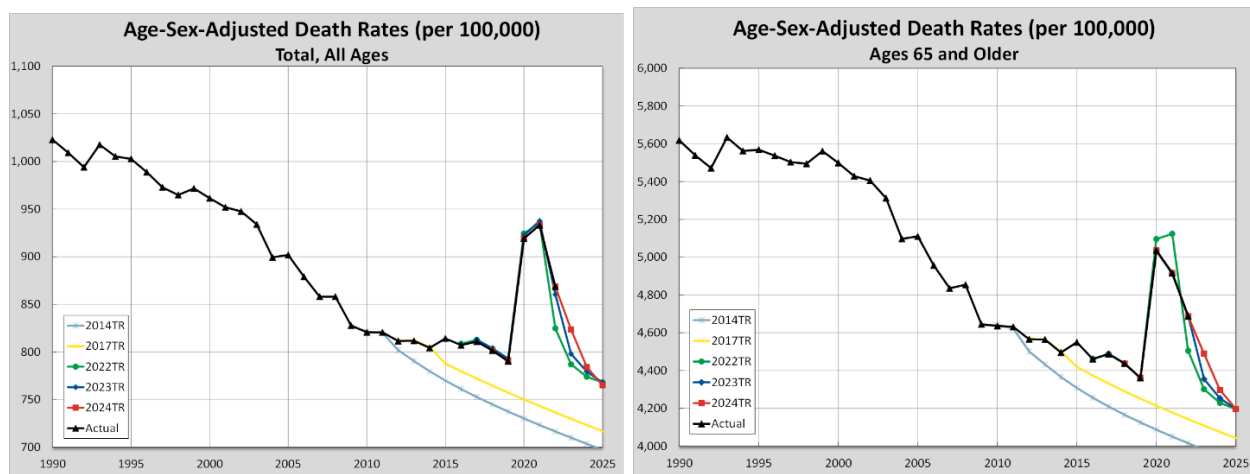 Age-Sex-Adjusted Death Rates (per 100,000)
Total, All Ages
1,100
1,050
1,000
950
900
850
800
750
700
2014TR
2017TR
2022TR
2023TR
2024TR
Actual
1990 1995 2000 2005 2010 2015 2020 2025
Age-Sex-Adjusted Death Rates (per 100,000)
Ages 65 and Older
6,000
5,800
5,600
5,400
5,200
5,000
4,800
4,600
4,400
4,200
4,000
2014TR
2017TR
2022TR
2023TR
2024TR
Actual
1990 1995 2000 2005 2010 2015 2020 2025